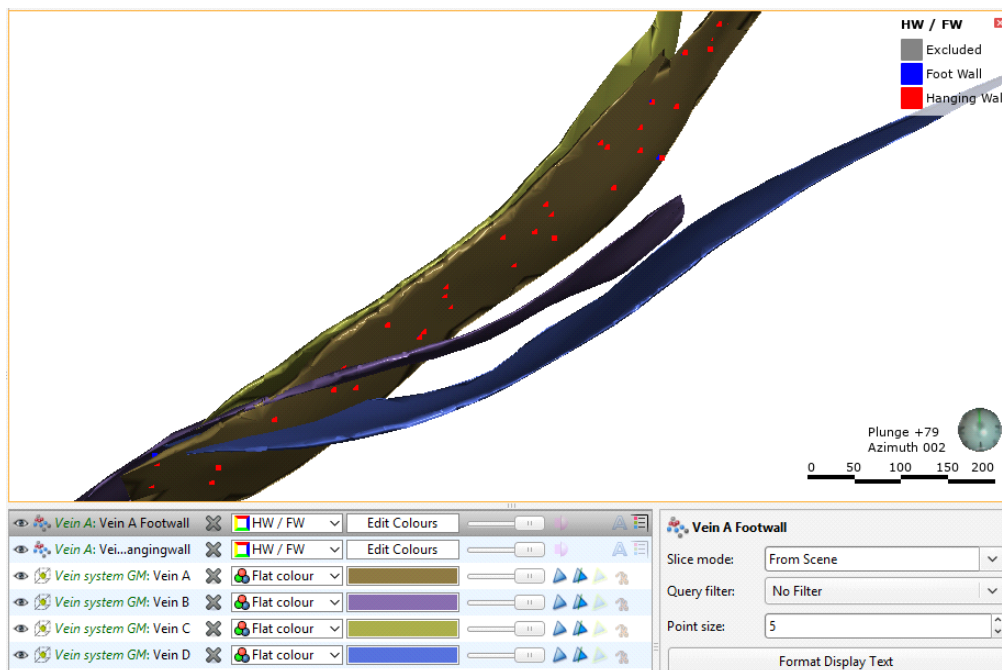 HW / FW
Excluded
Foot Wall
Hanging Wal
Plunge +79
Azimuth 002
0 50 100 150 200
Vein A: Vein A Footwall HW / FW Edit Colours
Vein A: Vei...angingwall HW / FW Edit Colours
Vein system GM: Vein A Flat colour
Vein system GM: Vein B Flat colour
Vein system GM: Vein C Flat colour
Vein system GM: Vein D Flat colour
Vein A Footwall
Slice mode: From Scene
Query filter: No Filter
Point size: 5
Format Display Text